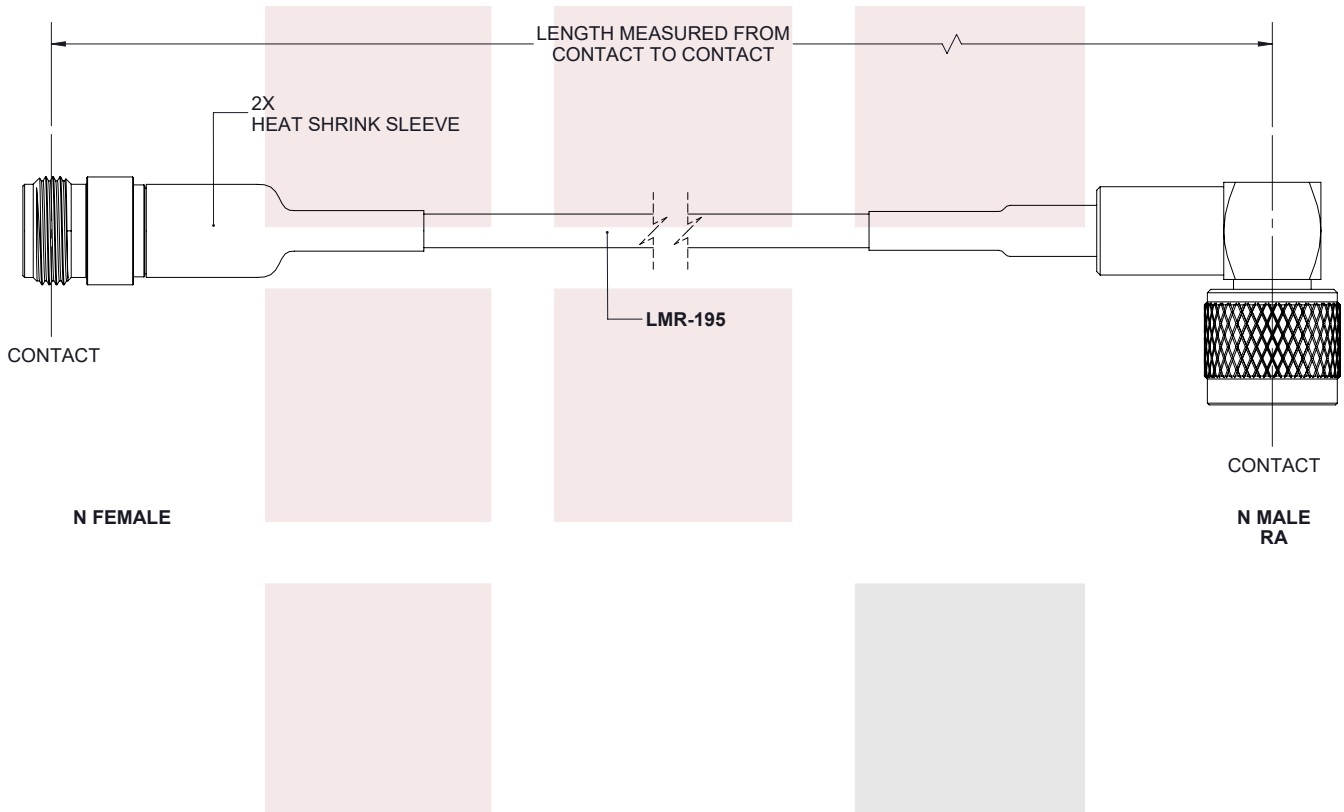 LENGTH MEASURED FROM
CONTACT TO CONTACT
2X
HEAT SHRINK SLEEVE
LMR-195
CONTACT
CONTACT
N FEMALE
N MALE
RA